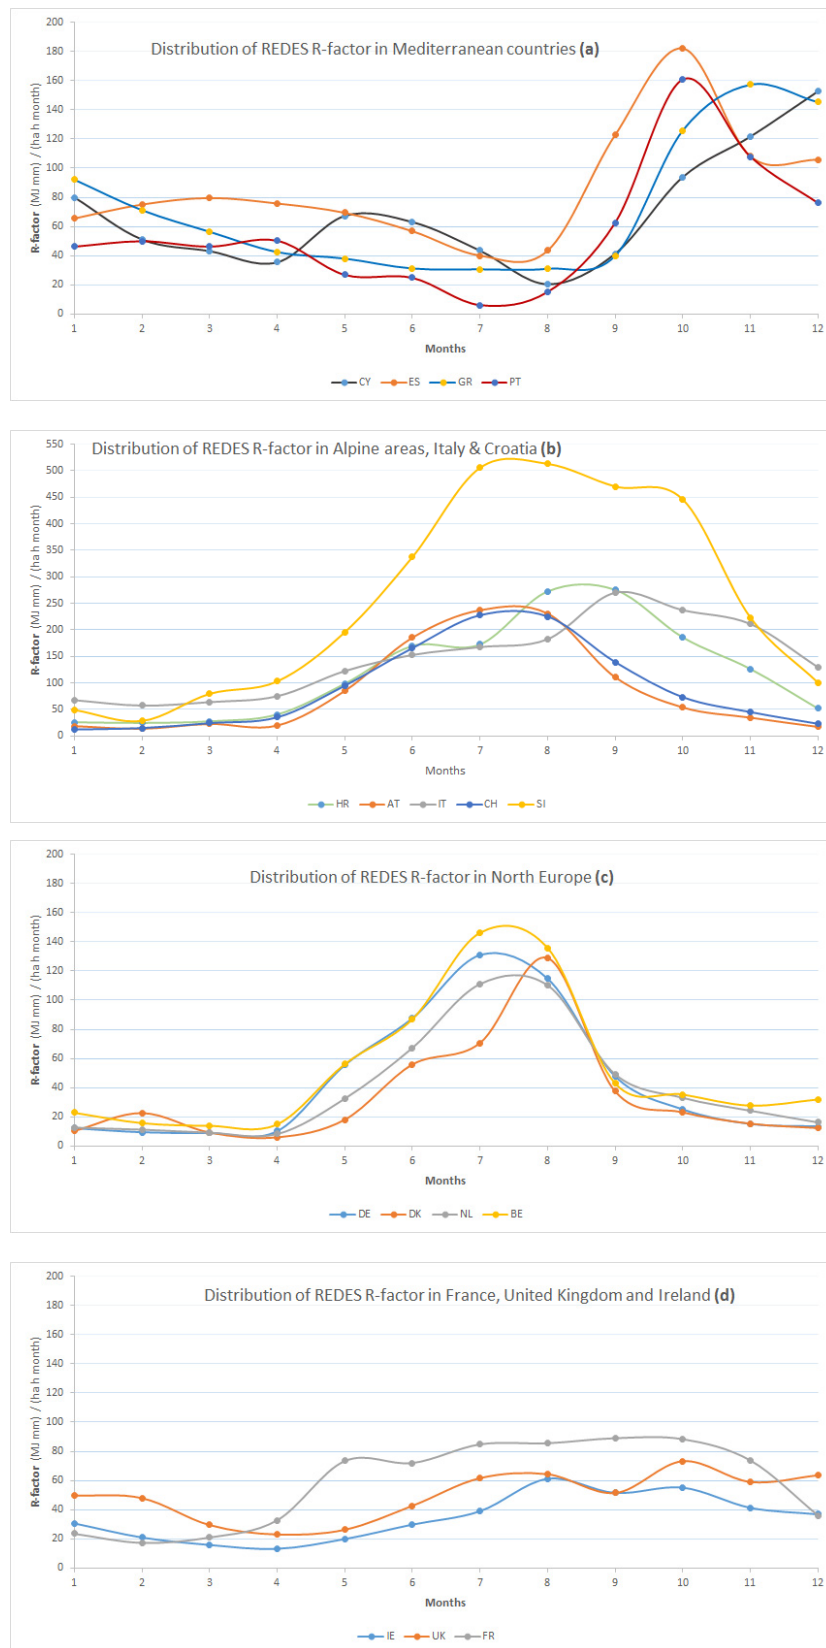 Distribution of REDES R-factor in Mediterranean countries (a)
R-factor (MJ mm) / (ha h month)
200
180
160
140
120
100
80
60
40
20
0
1 2 3 4 5 6 7 8 9 10 11 12
Months
CY ES GR PT
Distribution of REDES R-factor in Alpine areas, Italy & Croatia (b)
R-factor (MJ mm) / (ha h month)
550
500
450
400
350
300
250
200
150
100
50
0
1 2 3 4 5 6 7 8 9 10 11 12
Months
HR AT IT CH SI
Distribution of REDES R-factor in North Europe (c)
R-factor (MJ mm) / (ha h month)
200
180
160
140
120
100
80
60
40
20
0
1 2 3 4 5 6 7 8 9 10 11 12
Months
DE DK NL BE
Distribution of REDES R-factor in France, United Kingdom and Ireland (d)
R-factor (MJ mm) / (ha h month)
200
180
160
140
120
100
80
60
40
20
0
1 2 3 4 5 6 7 8 9 10 11 12
Months
IE UK FR